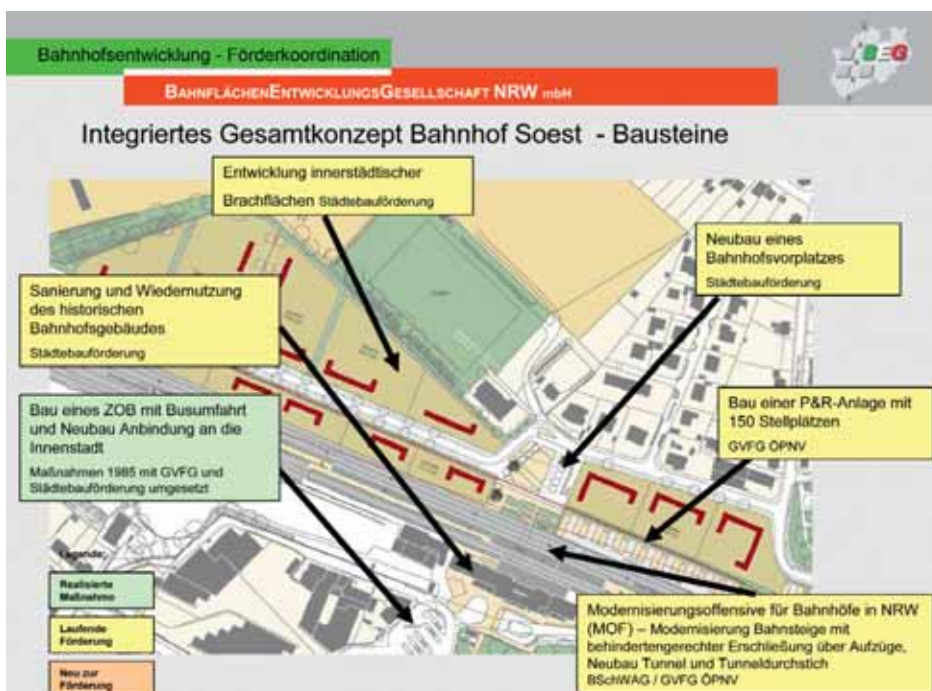 Bahnhofsentwicklung - Förderkoordination
BEG
BAHNFLÄCHENENTWICKLUNGSGESELLSCHAFT NRW mbH
Integriertes Gesamtkonzept Bahnhof Soest - Bausteine
Entwicklung innerstädtischer
Brachflächen Städtebauförderung
Neubau eines
Bahnhofsvorplatzes
Städtebauförderung
Sanierung und Wiedernutzung
des historischen
Bahnhofsgebäudes
Städtebauförderung
Bau eines ZOB mit Busumfahrt
und Neubau Anbindung an die
Innenstadt
Maßnahmen 1985 mit GVFG und
Städtebauförderung umgesetzt
Bau einer P&R-Anlage mit
150 Stellplätzen
GVFG ÖPNV
Legende:
Realisierte
Maßnahme
Laufende
Förderung
Neu zur
Förderung
Modernisierungsoffensive für Bahnhöfe in NRW
(MOF) – Modernisierung Bahnsteige mit
behindertengerechter Erschließung über Aufzüge,
Neubau Tunnel und Tunneldurchstich
BSchWAG / GVFG ÖPNV